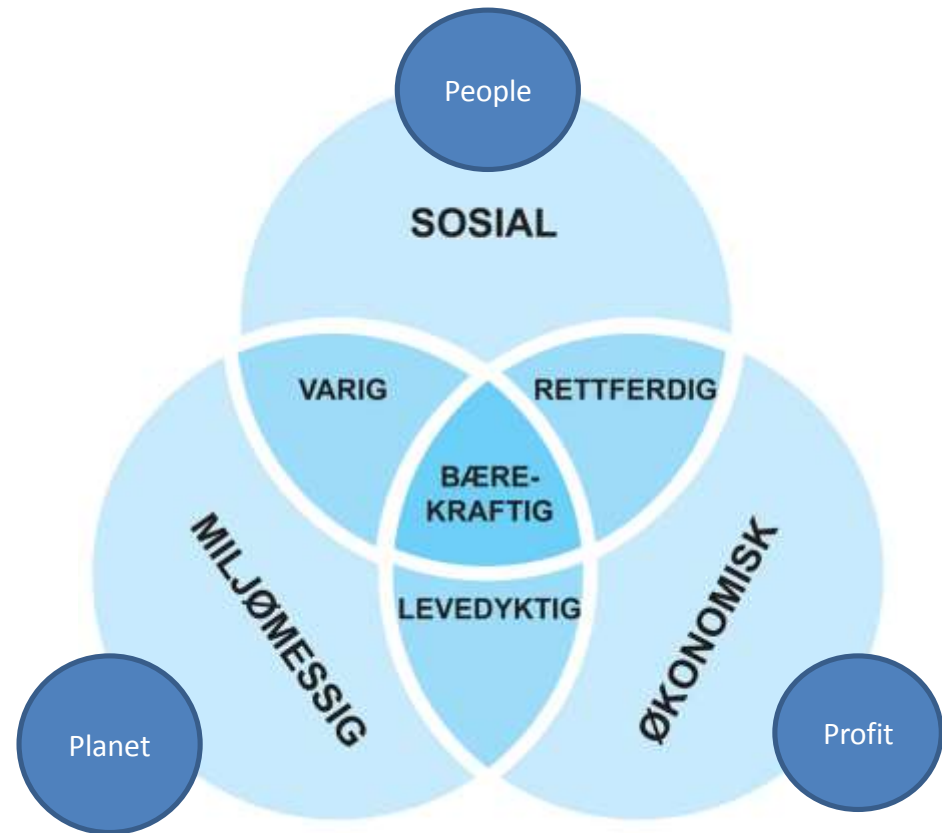 People
SOSIAL
VARIG
RETTFERDIG
BÆRE-
KRAFTIG
LEVEDYKTIG
MILJØMESSIG
ØKONOMISK
Planet
Profit